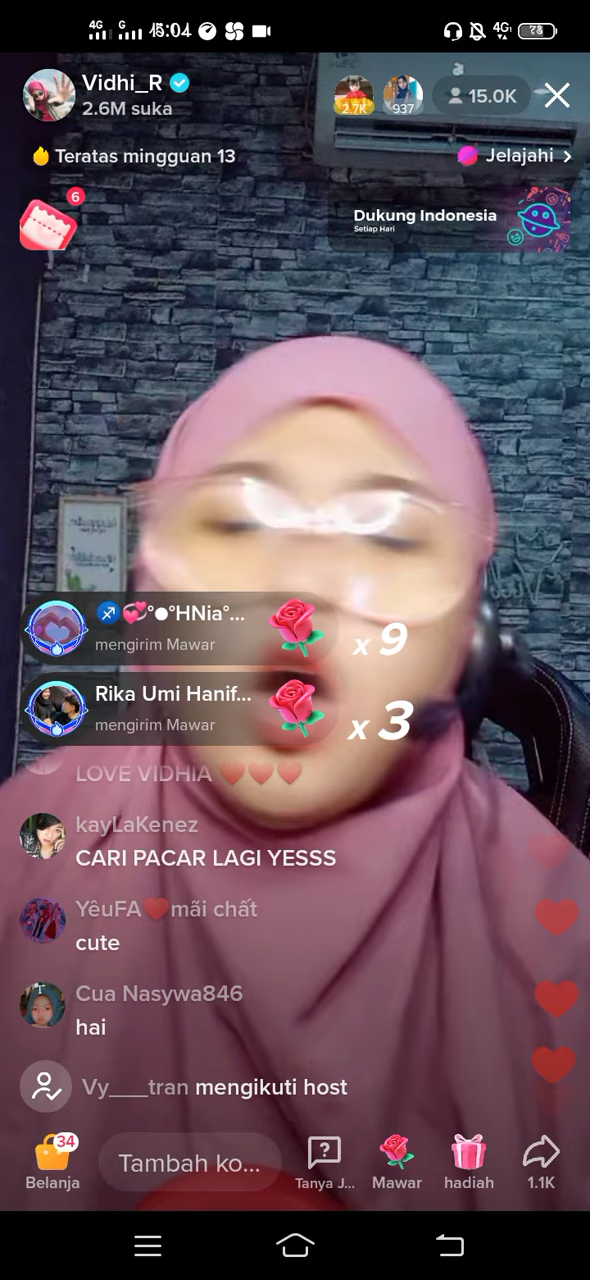 4G G 15:04 4G 78
Vidhi_R
2.6M suka
2.7K 937 15.0K
Teratas mingguan 13
Jelajahi >
6
Dukung Indonesia
Setiap Hari
°●°HNia°...
mengirim Mawar
x 9
Rika Umi Hanif...
mengirim Mawar
x 3
LOVE VIDHIA ❤❤❤
kayLaKenez
CARI PACAR LAGI YESSS
YêuFA❤mãi chất
cute
Cua Nasywa846
hai
Vy___tran mengikuti host
34
Tambah ko...
Belanja
Tanya J...
Mawar
hadiah
1.1K